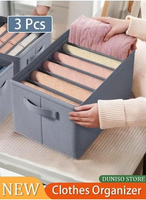 3 Pcs
DUNISO STORE
NEW
Clothes Organizer